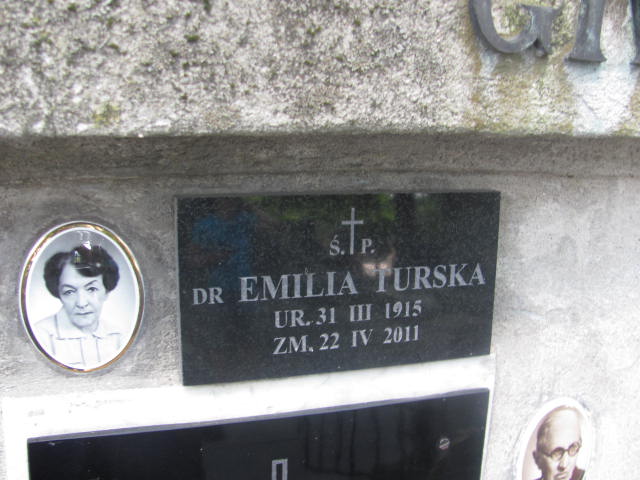 Ś. P.
DR EMILIA TURSKA
UR. 31 III 1915
ZM. 22 IV 2011